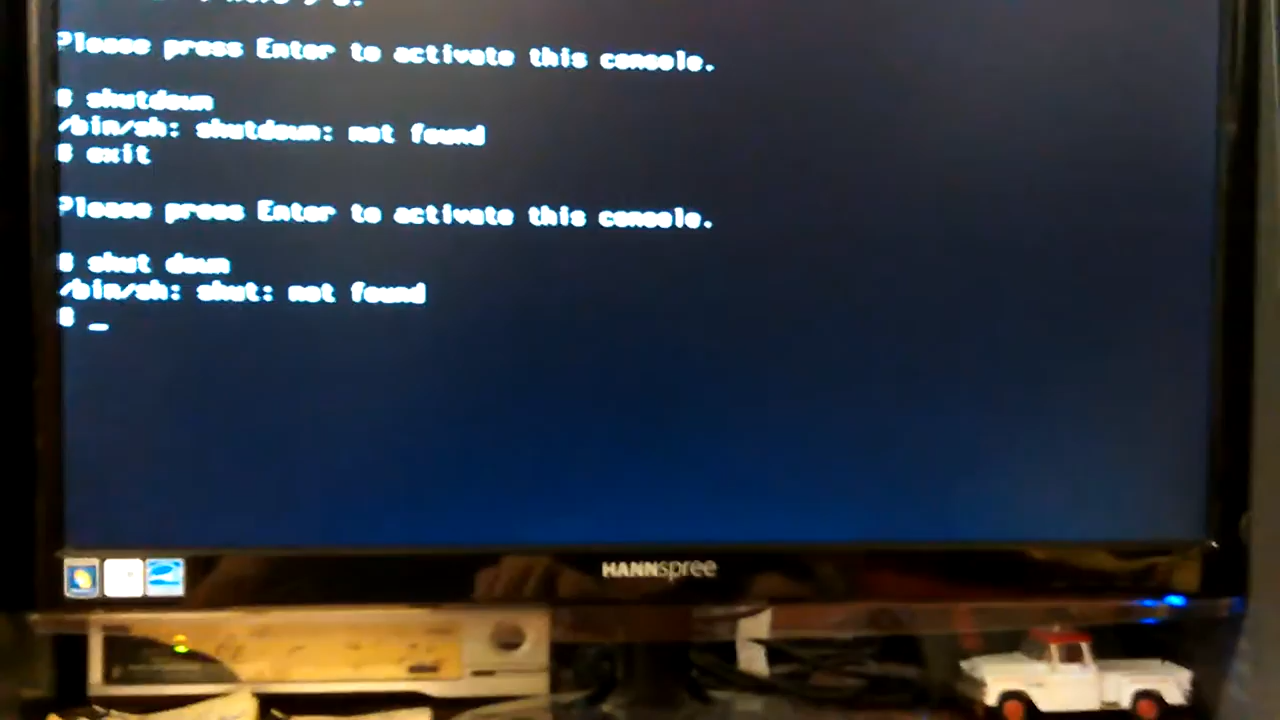 Please press Enter to activate this console.
# shutdown
/bin/sh: shutdown: not found
# exit
Please press Enter to activate this console.
# shut down
/bin/sh: shut: not found
# _
HANNspree